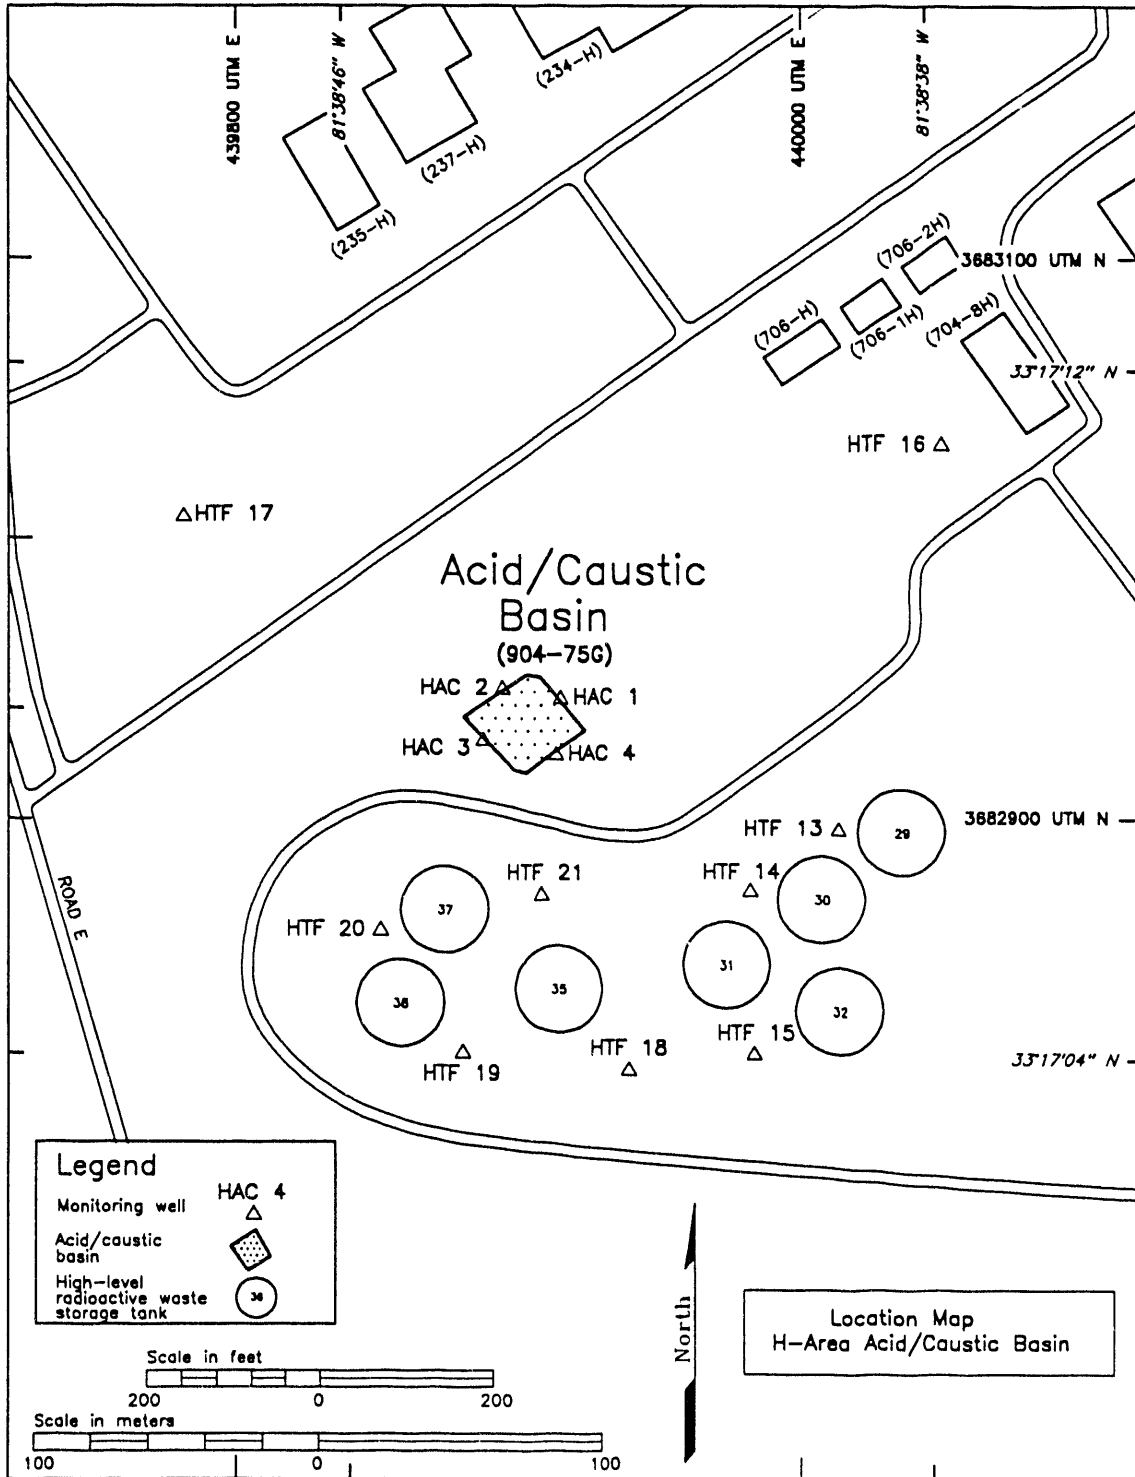 439800 UTM E
81°38'46" W
440000 UTM E
81°38'38" W
(234-H)
(237-H)
(235-H)
(706-2H)
3683100 UTM N
(706-H)
(706-1H)
(704-8H)
33°17'12" N
HTF 16
HTF 17
Acid/Caustic
Basin
(904-75G)
HAC 2
HAC 1
HAC 3
HAC 4
3682900 UTM N
HTF 13
29
HTF 21
HTF 14
30
37
ROAD E
HTF 20
31
35
36
32
HTF 15
HTF 18
HTF 19
33°17'04" N
Legend
HAC 4
Monitoring well
Acid/caustic
basin
High-level
radioactive waste
storage tank
36
North
Location Map
H-Area Acid/Caustic Basin
Scale in feet
200 0 200
Scale in meters
100 0 100